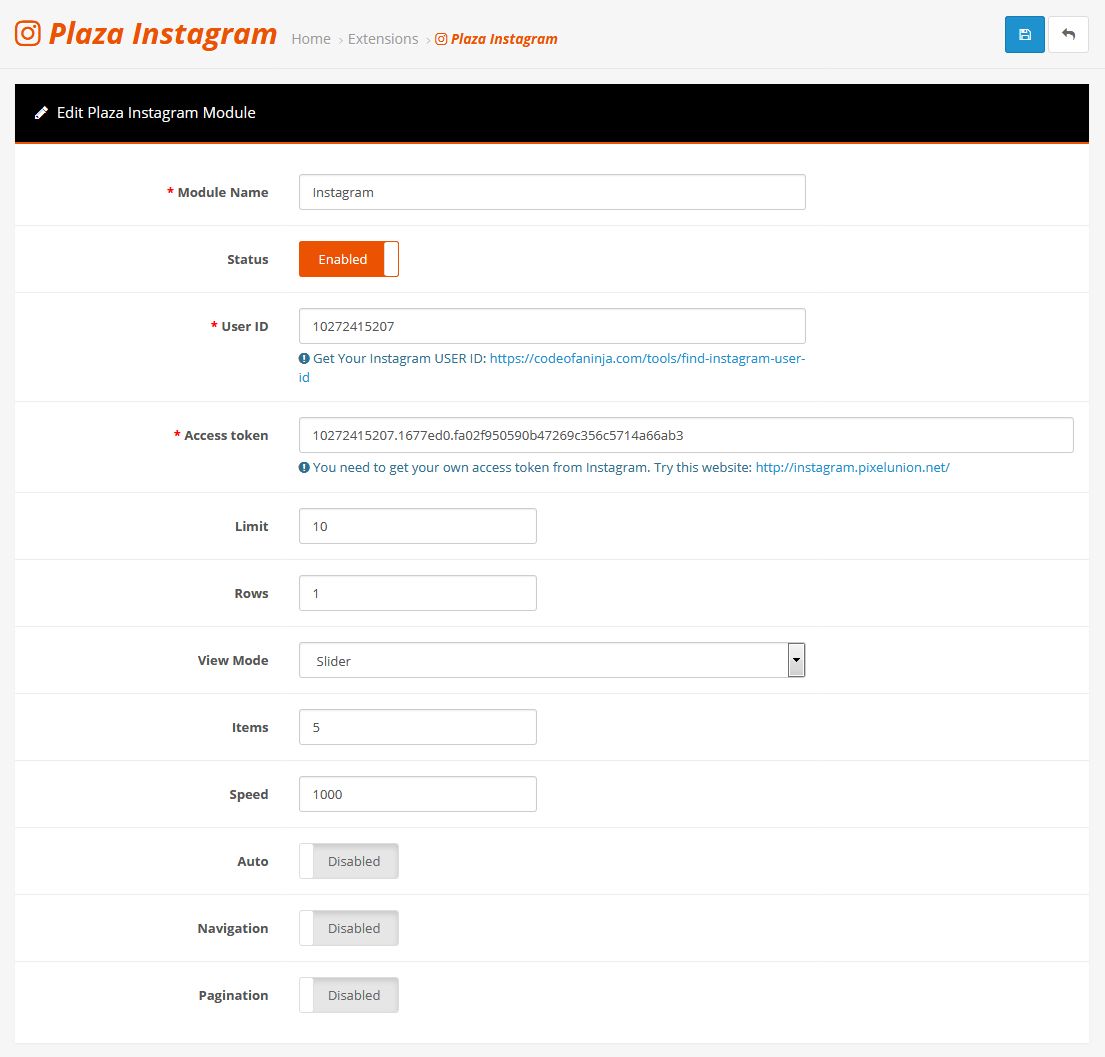 Plaza Instagram Home › Extensions › Plaza Instagram
Edit Plaza Instagram Module
* Module Name Instagram
Status Enabled
* User ID 10272415207
Get Your Instagram USER ID: https://codeofaninja.com/tools/find-instagram-user-
id
* Access token 10272415207.1677ed0.fa02f950590b47269c356c5714a66ab3
You need to get your own access token from Instagram. Try this website: http://instagram.pixelunion.net/
Limit 10
Rows 1
View Mode Slider
Items 5
Speed 1000
Auto Disabled
Navigation Disabled
Pagination Disabled